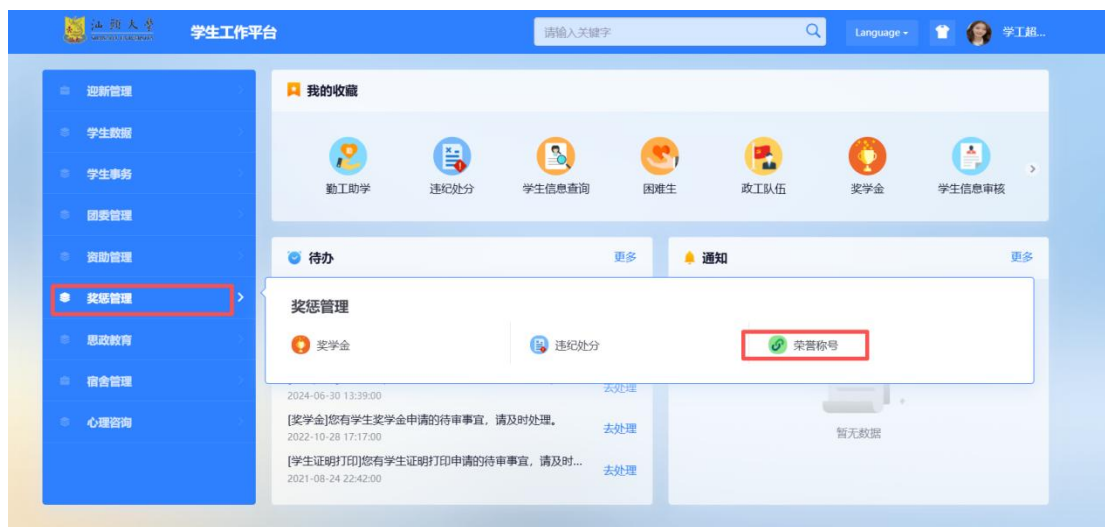 汕頭大學
学生工作平台
请输入关键字
Language
学工超...
迎新管理
学生数据
学生事务
团委管理
资助管理
奖惩管理
思政教育
宿舍管理
心理咨询
我的收藏
勤工助学
违纪处分
学生信息查询
困难生
政工队伍
奖学金
学生信息审核
待办
更多
通知
更多
奖惩管理
奖学金
违纪处分
荣誉称号
2024-06-30 13:39:00
去处理
[奖学金]您有学生奖学金申请的待审事宜，请及时处理。
2022-10-28 17:17:00
去处理
[学生证明打印]您有学生证明打印申请的待审事宜，请及时...
2021-08-24 22:42:00
去处理
暂无数据